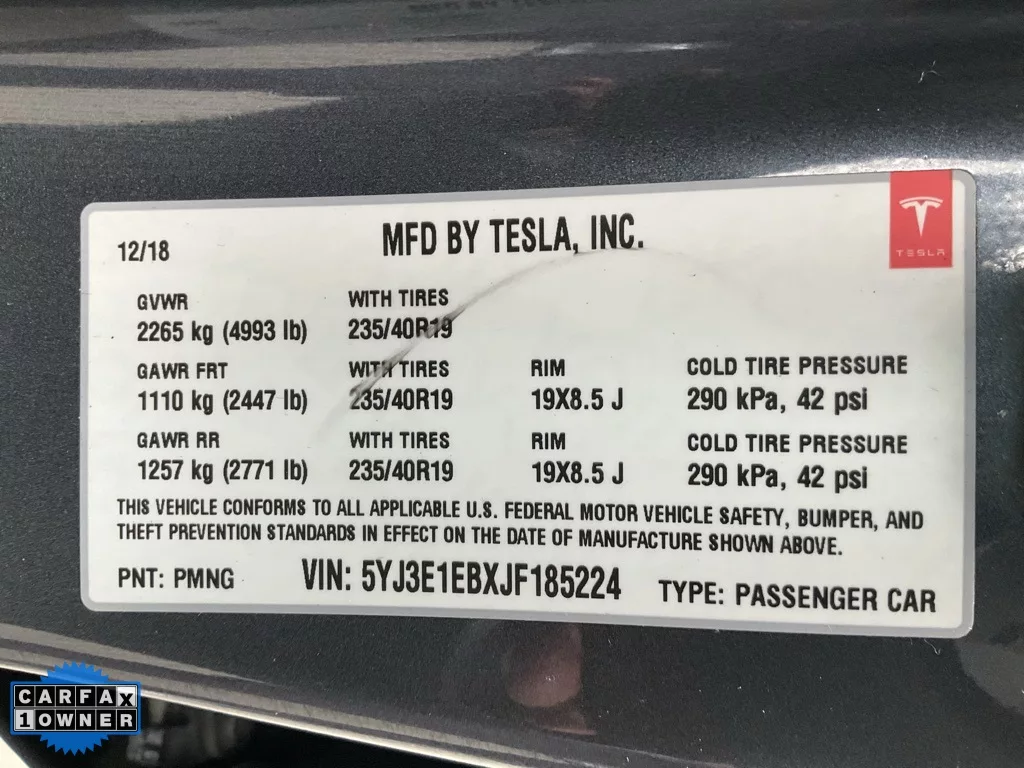 12/18
MFD BY TESLA, INC.
TESLA
GVWR WITH TIRES
2265 kg (4993 lb) 235/40R19
GAWR FRT WITH TIRES RIM COLD TIRE PRESSURE
1110 kg (2447 lb) 235/40R19 19X8.5 J 290 kPa, 42 psi
GAWR RR WITH TIRES RIM COLD TIRE PRESSURE
1257 kg (2771 lb) 235/40R19 19X8.5 J 290 kPa, 42 psi
THIS VEHICLE CONFORMS TO ALL APPLICABLE U.S. FEDERAL MOTOR VEHICLE SAFETY, BUMPER, AND
THEFT PREVENTION STANDARDS IN EFFECT ON THE DATE OF MANUFACTURE SHOWN ABOVE.
PNT: PMNG VIN: 5YJ3E1EBXJF185224 TYPE: PASSENGER CAR
CARFAX
1 OWNER